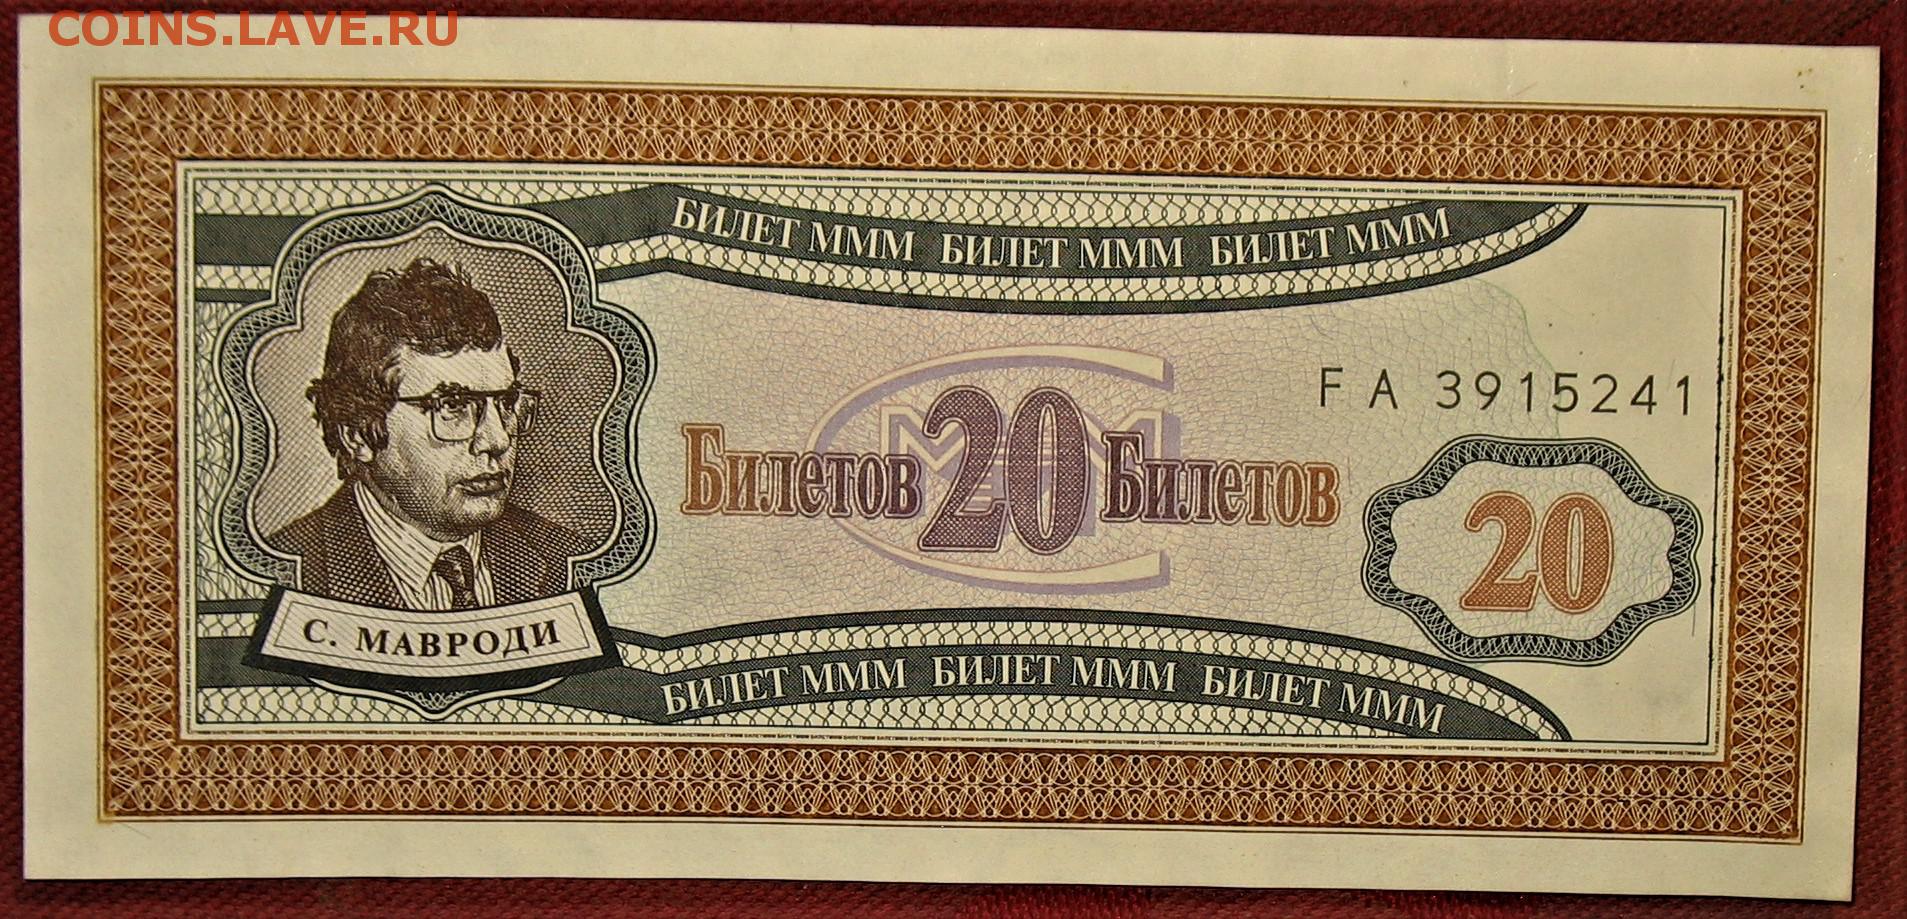 COINS.LAVE.RU
БИЛЕТ МММ БИЛЕТ МММ БИЛЕТ МММ
FA 3915241
МММ
Билетов 20 Билетов
20
С. МАВРОДИ
БИЛЕТ МММ БИЛЕТ МММ БИЛЕТ МММ